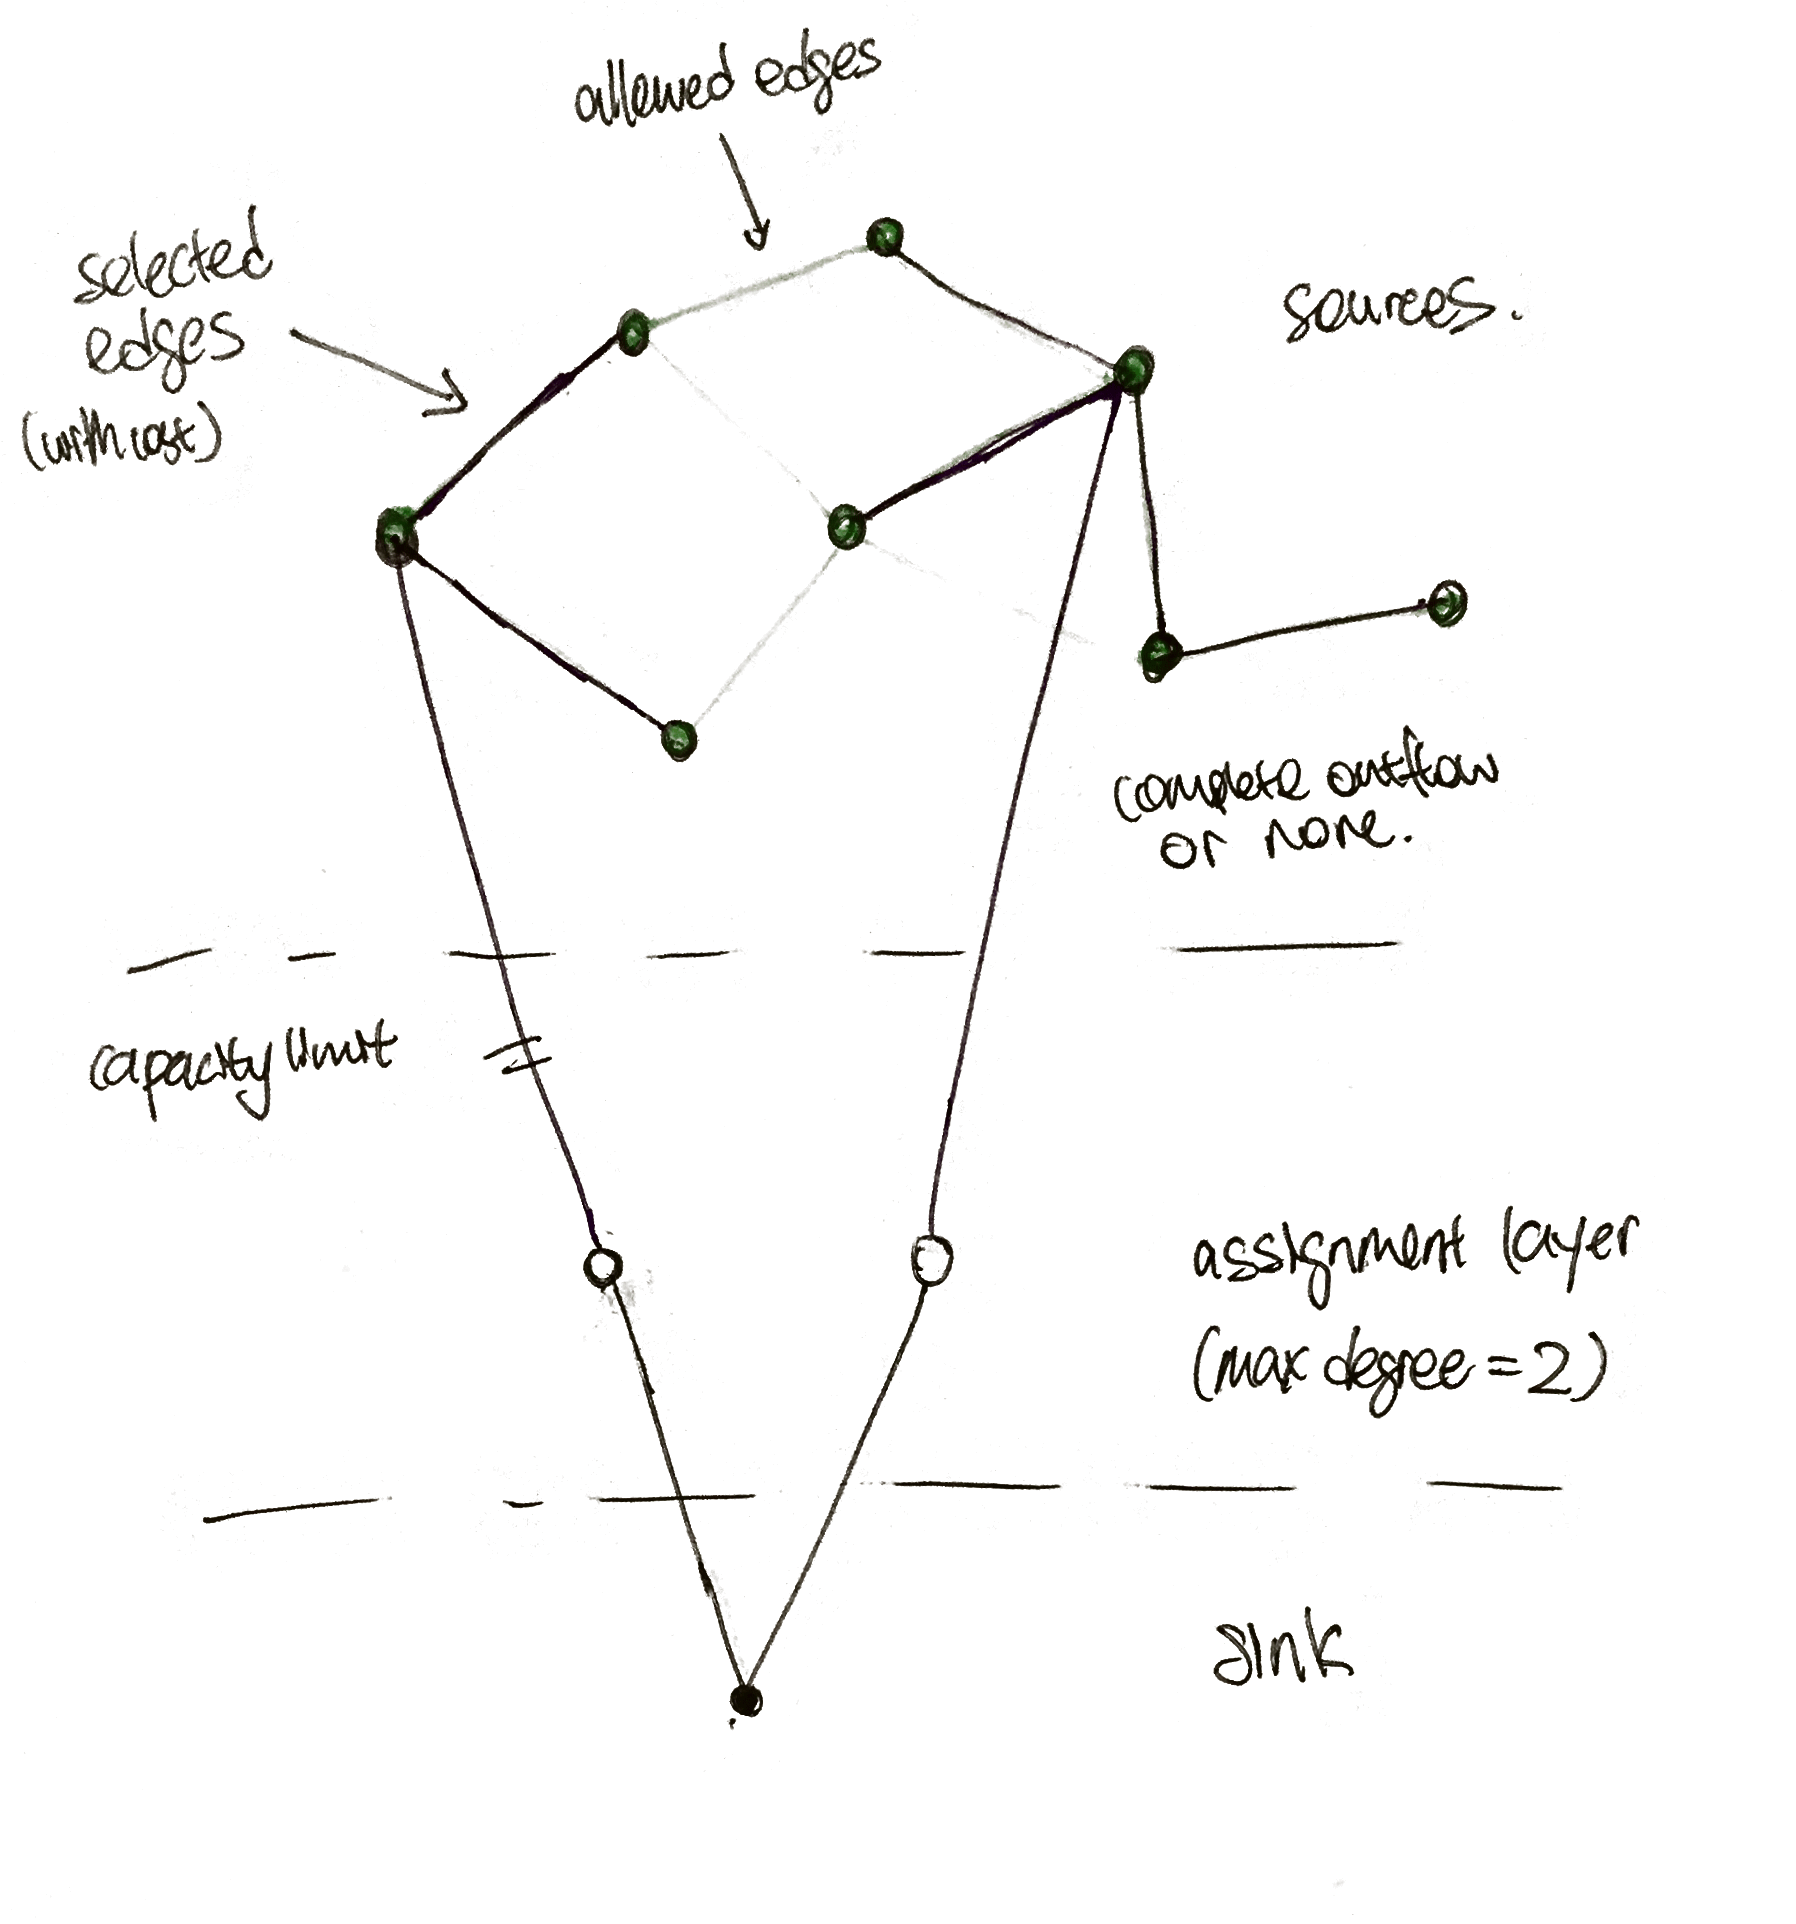 allowed edges
selected
edges
(with cost)
sources.
complete outflow
or none.
capacity limit
assignment layer
(max degree = 2)
sink